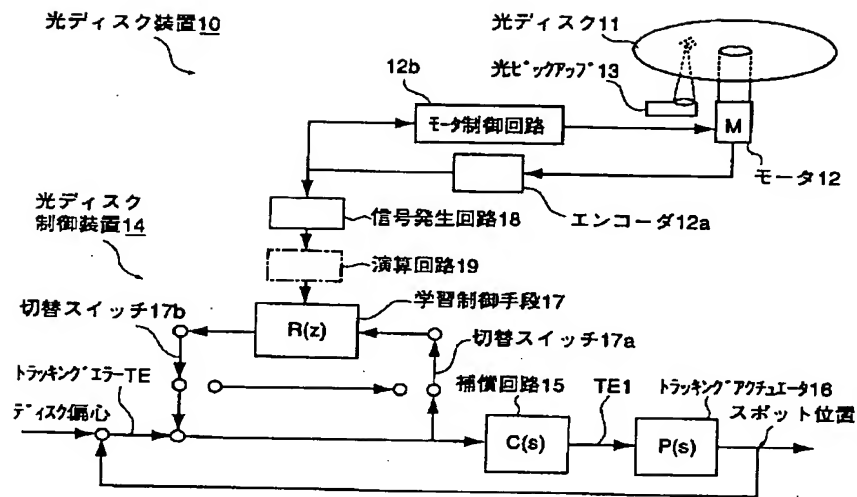 光ディスク装置10
光ディスク11
光ピックアップ13
12b
モータ制御回路
M
モータ12
エンコーダ12a
光ディスク
制御装置14
信号発生回路18
演算回路19
学習制御手段17
R(z)
切替スイッチ17b
切替スイッチ17a
トラッキングエラーTE
ディスク偏心
補償回路15
TE1
トラッキングアクチュエータ16
スポット位置
C(s)
P(s)